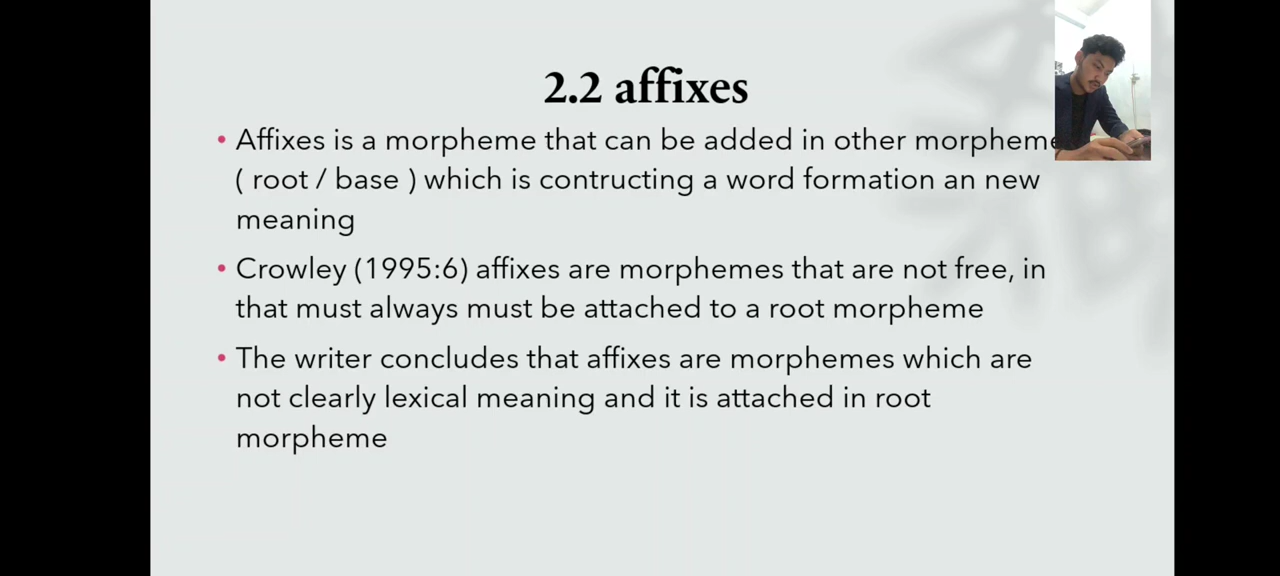 2.2 affixes
• Affixes is a morpheme that can be added in other morpheme
( root / base ) which is contructing a word formation an new
meaning
• Crowley (1995:6) affixes are morphemes that are not free, in
that must always must be attached to a root morpheme
• The writer concludes that affixes are morphemes which are
not clearly lexical meaning and it is attached in root
morpheme